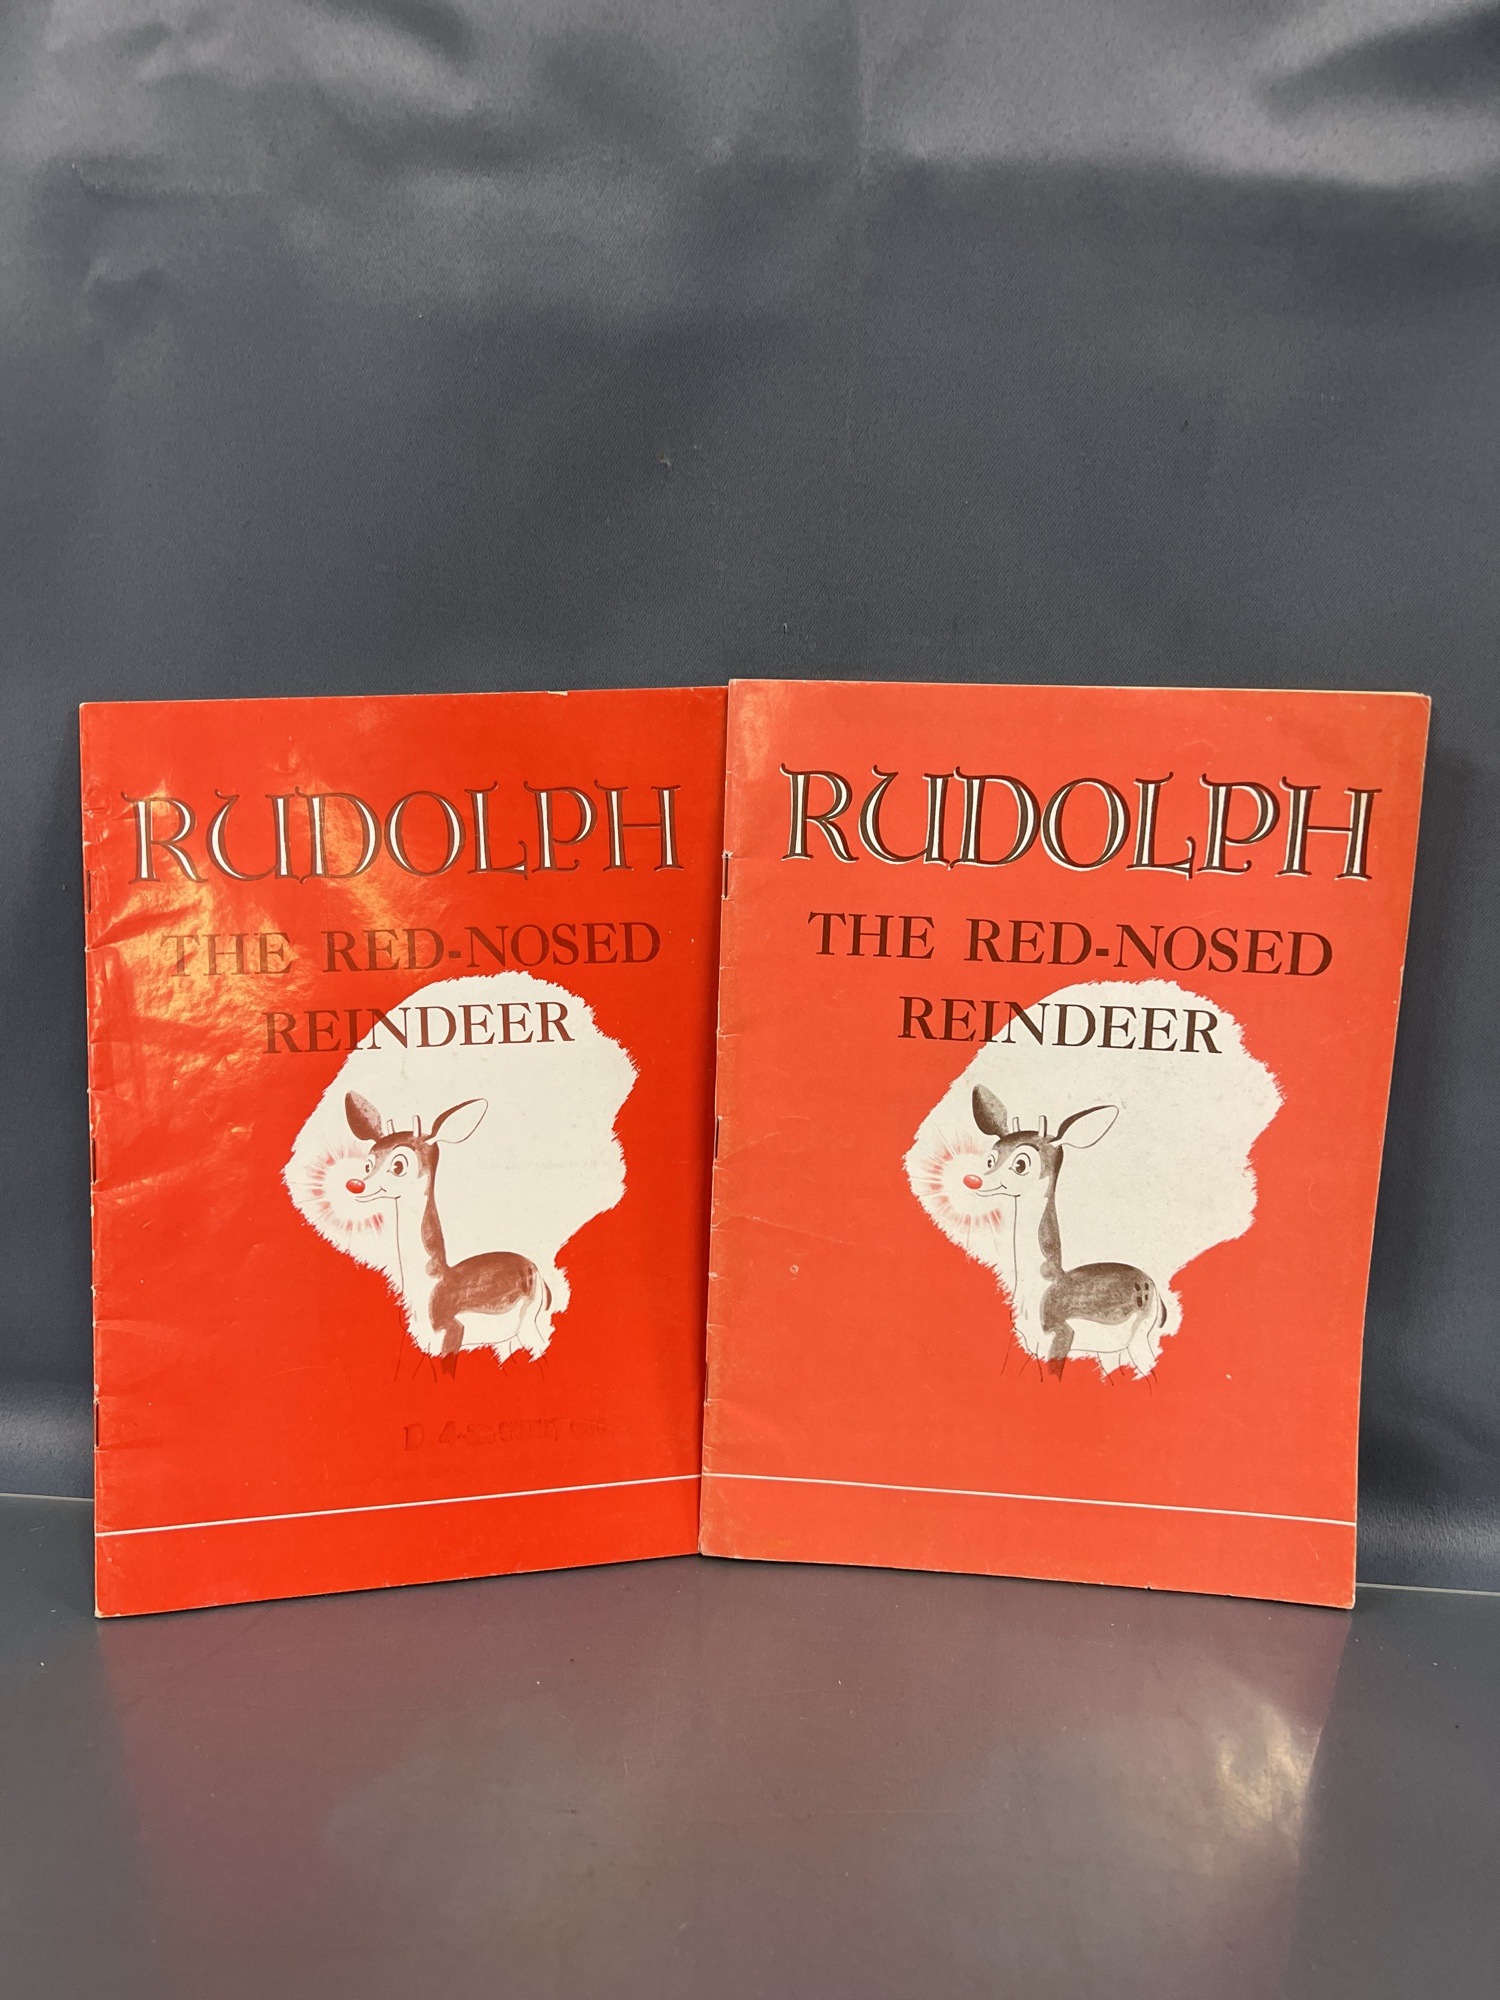 RUDOLPH
THE RED-NOSED
REINDEER
RUDOLPH
THE RED-NOSED
REINDEER